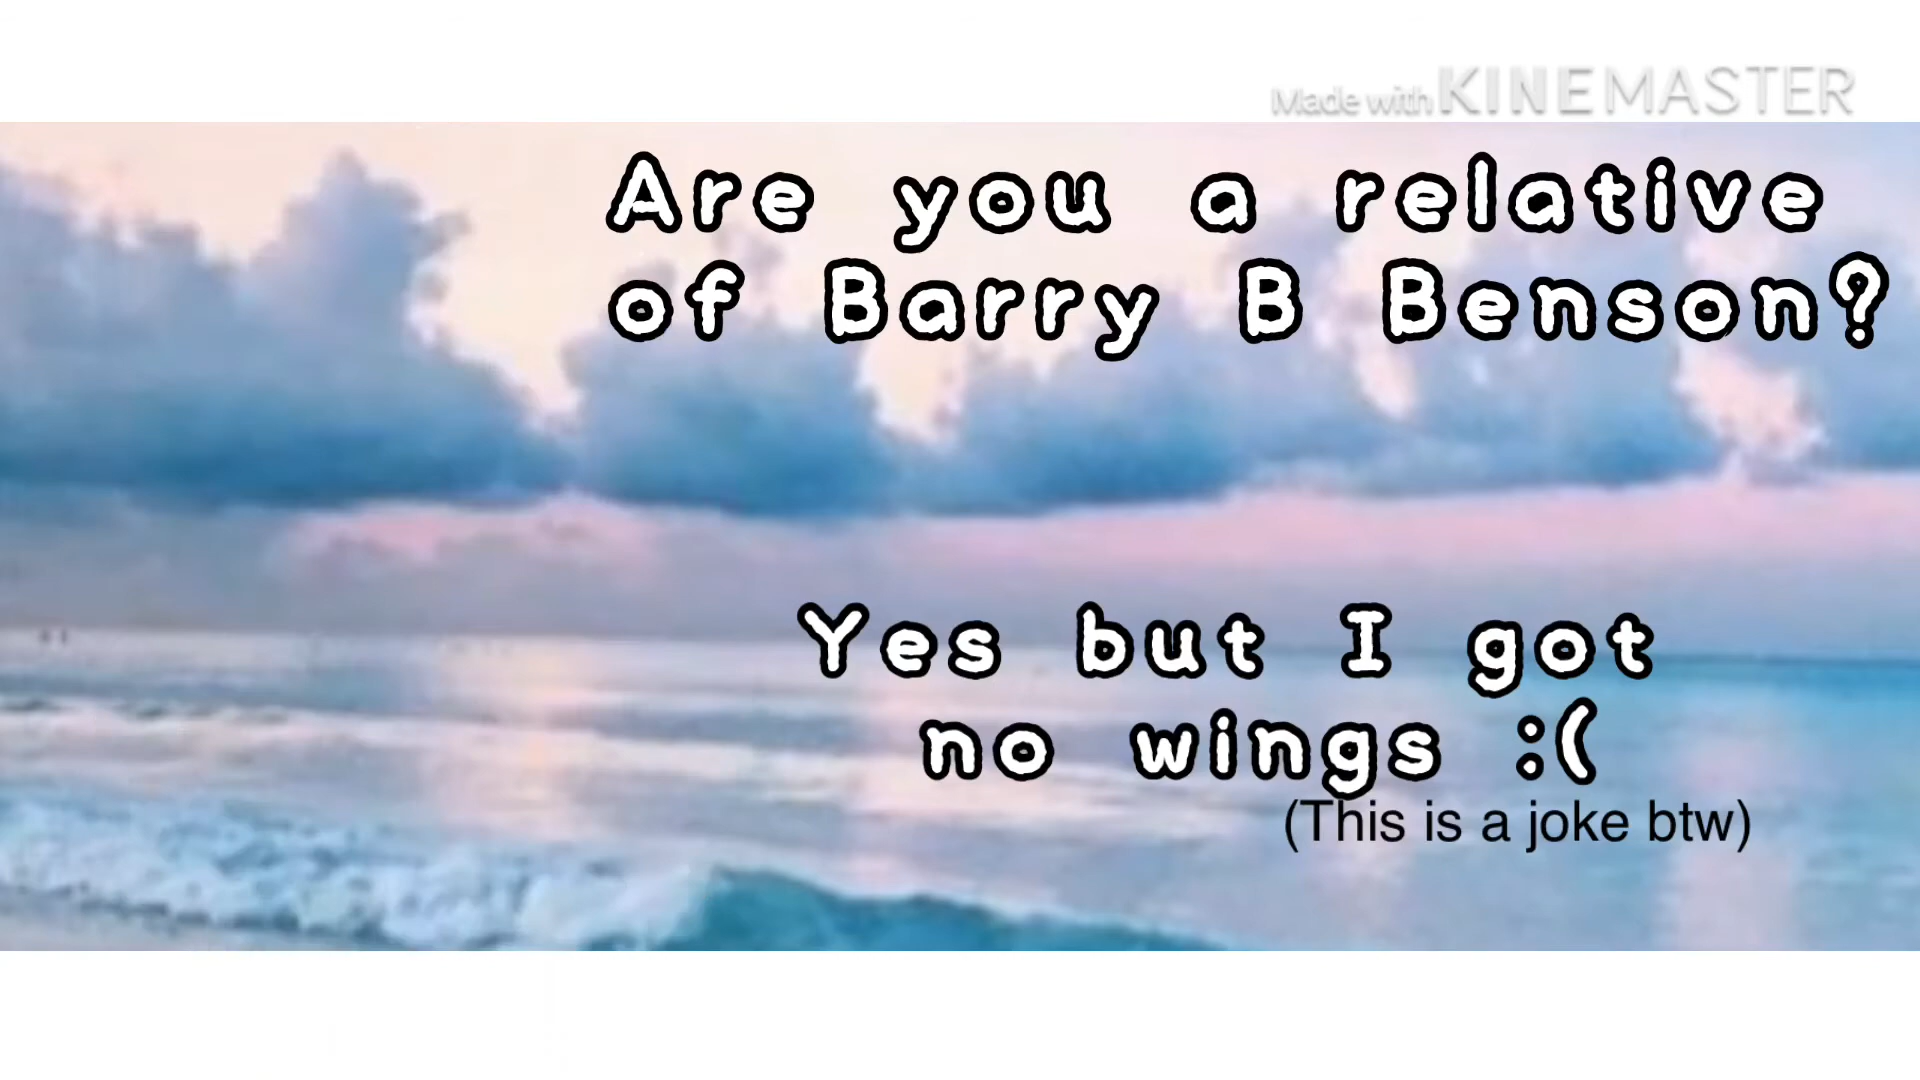 Made with KINEMASTER
Are you a relative
of Barry B Benson?
Yes but I got
no wings :(
(This is a joke btw)